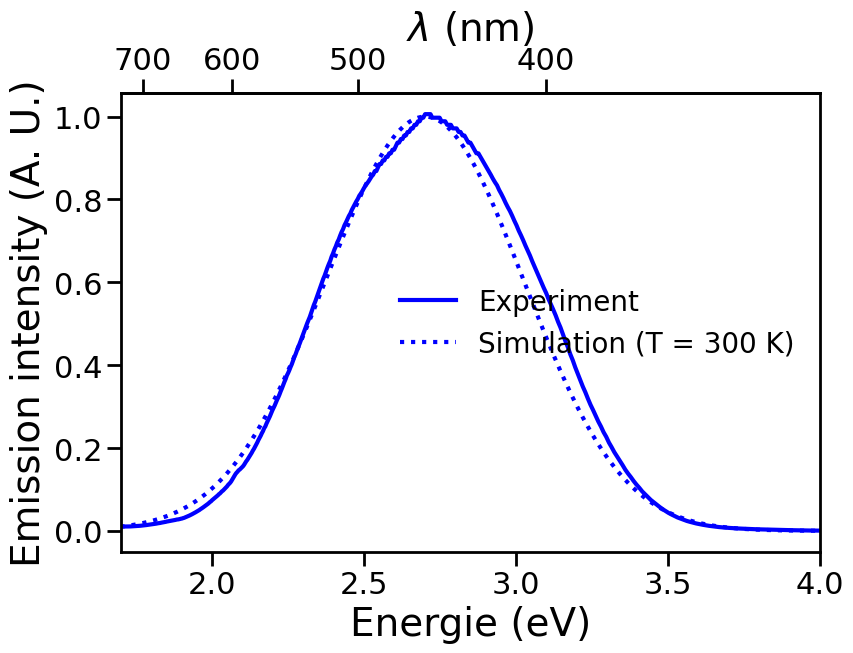 λ (nm)
700 600 500 400
Emission intensity (A. U.)
1.0
0.8
0.6
0.4
0.2
0.0
Experiment
Simulation (T = 300 K)
2.0 2.5 3.0 3.5 4.0
Energie (eV)